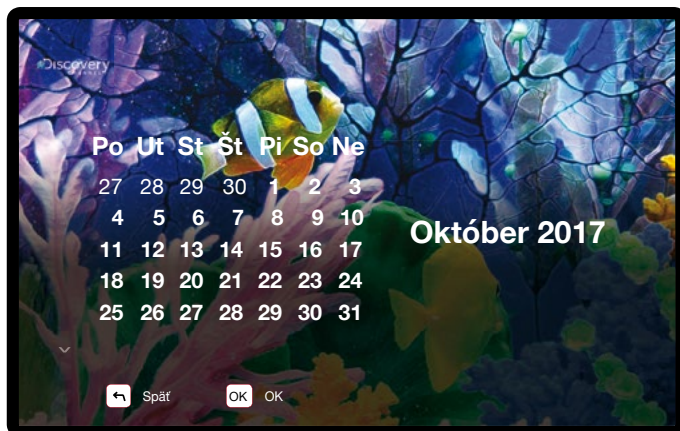 Discovery
CHANNEL
Po Ut St Št Pi So Ne
27 28 29 30 1 2 3
4 5 6 7 8 9 10
11 12 13 14 15 16 17
18 19 20 21 22 23 24
25 26 27 28 29 30 31
Október 2017
Späť
OK OK